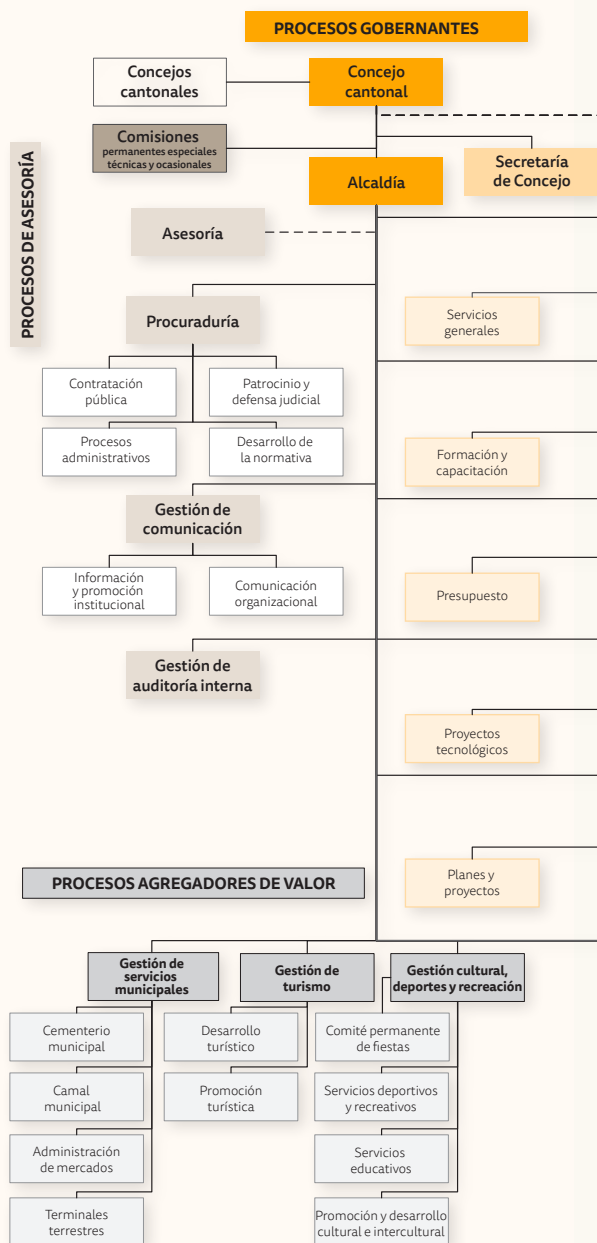 PROCESOS GOBERNANTES
Concejos
cantonales
Concejo
cantonal
Comisiones
permanentes especiales
técnicas y ocasionales
PROCESOS DE ASESORÍA
Alcaldía
Secretaría
de Concejo
Asesoría
Procuraduría
Servicios
generales
Contratación
pública
Patrocinio y
defensa judicial
Procesos
administrativos
Desarrollo de
la normativa
Formación y
capacitación
Gestión de
comunicación
Información
y promoción
institucional
Comunicación
organizacional
Presupuesto
Gestión de
auditoría interna
Proyectos
tecnológicos
Planes y
proyectos
PROCESOS AGREGADORES DE VALOR
Gestión de
servicios
municipales
Gestión de
turismo
Gestión cultural,
deportes y recreación
Cementerio
municipal
Desarrollo
turístico
Comité permanente
de fiestas
Camal
municipal
Promoción
turística
Servicios deportivos
y recreativos
Administración
de mercados
Servicios
educativos
Terminales
terrestres
Promoción y desarrollo
cultural e intercultural